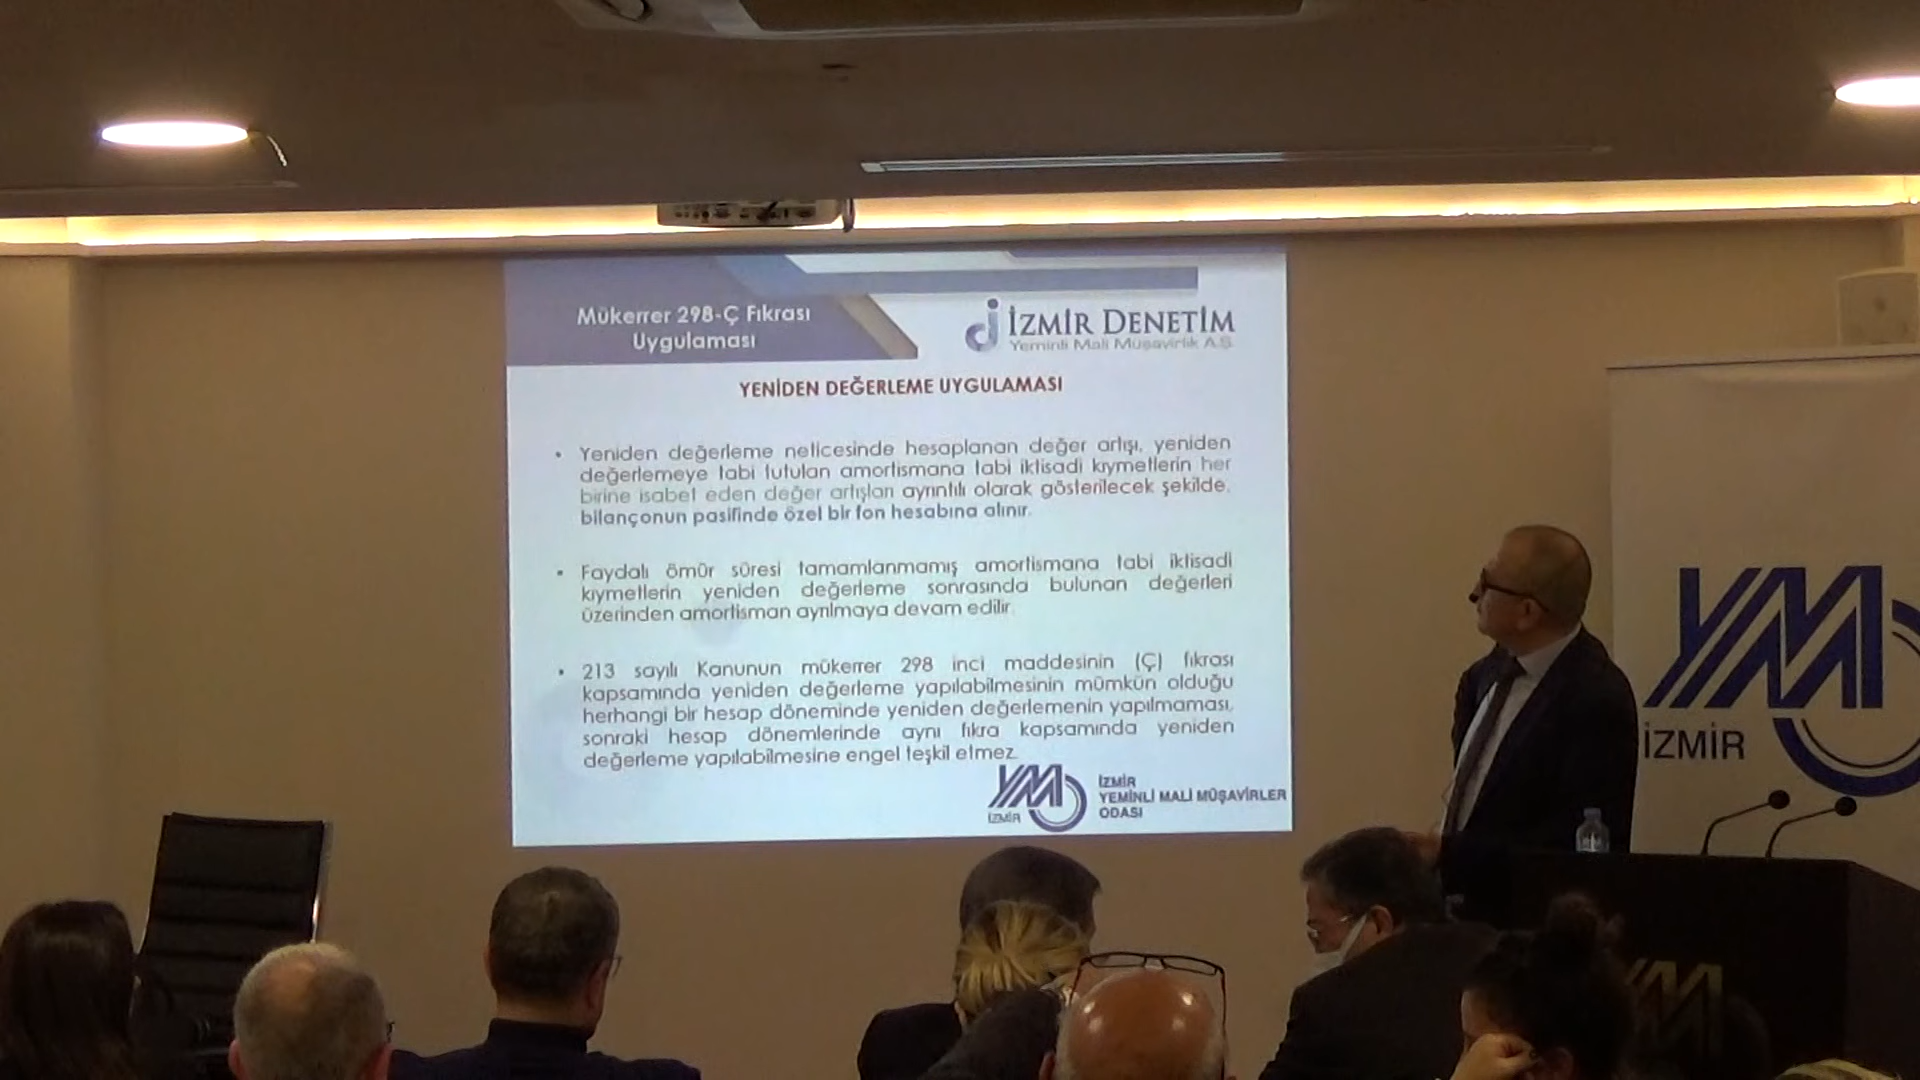 Mükerrer 298-Ç Fıkrası
Uygulaması
İZMİR DENETİM
Yeminli Mali Müşavirlik A.Ş.
YENİDEN DEĞERLEME UYGULAMASI
• Yeniden değerleme neticesinde hesaplanan değer artışı, yeniden
değerlemeye tabi tutulan amortismana tabi iktisadi kıymetlerin her
birine isabet eden değer artışları ayrıntılı olarak gösterilecek şekilde,
bilançonun pasifinde özel bir fon hesabına alınır.
• Faydalı ömür süresi tamamlanmamış amortismana tabi iktisadi
kıymetlerin yeniden değerleme sonrasında bulunan değerleri
üzerinden amortisman ayrılmaya devam edilir.
• 213 sayılı Kanunun mükerrer 298 inci maddesinin (Ç) fıkrası
kapsamında yeniden değerleme yapılabilmesinin mümkün olduğu
herhangi bir hesap döneminde yeniden değerlemenin yapılmaması,
sonraki hesap dönemlerinde aynı fıkra kapsamında yeniden
değerleme yapılabilmesine engel teşkil etmez.
YMM
İZMİR
İZMİR
YEMİNLİ MALİ MÜŞAVİRLER
ODASI
YMM
İZMİR
YMM